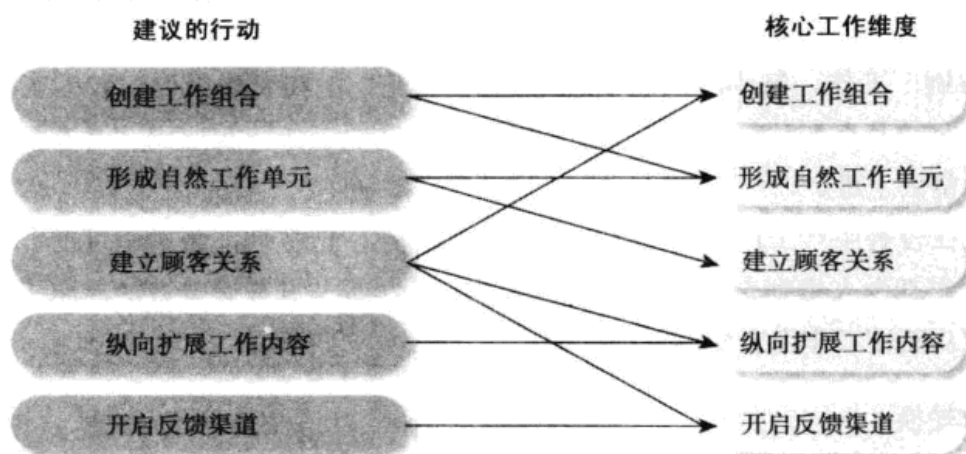 建议的行动 核心工作维度
创建工作组合 创建工作组合
形成自然工作单元 形成自然工作单元
建立顾客关系 建立顾客关系
纵向扩展工作内容 纵向扩展工作内容
开启反馈渠道 开启反馈渠道